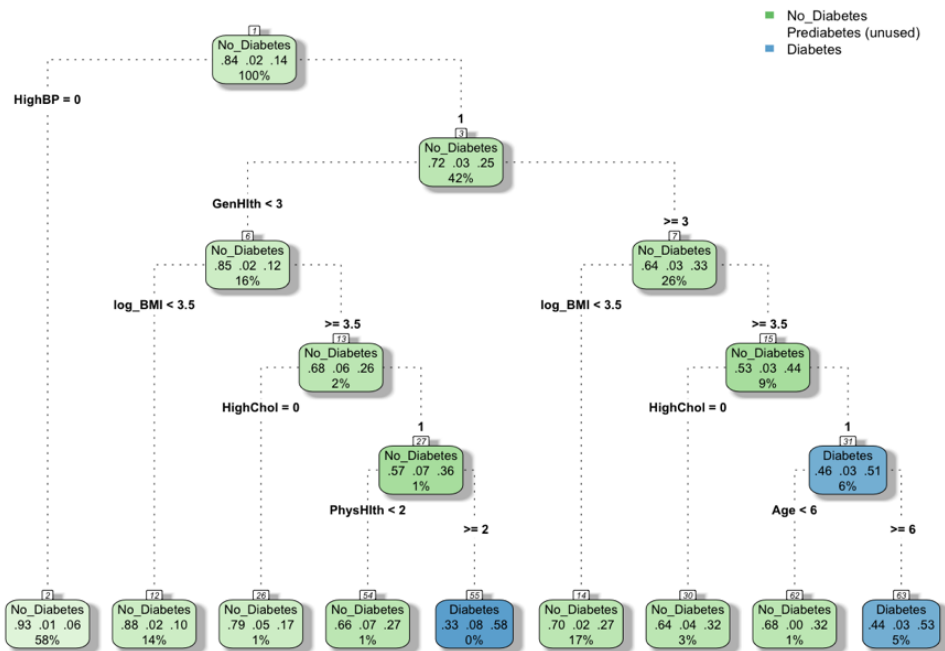 No_Diabetes
Prediabetes (unused)
Diabetes
1
No_Diabetes
.84 .02 .14
100%
HighBP = 0
1
3
No_Diabetes
.72 .03 .25
42%
GenHlth < 3
>= 3
6
No_Diabetes
.85 .02 .12
16%
7
No_Diabetes
.64 .03 .33
26%
log_BMI < 3.5
>= 3.5
log_BMI < 3.5
>= 3.5
13
No_Diabetes
.68 .06 .26
2%
15
No_Diabetes
.53 .03 .44
9%
HighChol = 0
1
HighChol = 0
1
27
No_Diabetes
.57 .07 .36
1%
31
Diabetes
.46 .03 .51
6%
PhysHlth < 2
>= 2
Age < 6
>= 6
2
No_Diabetes
.93 .01 .06
58%
12
No_Diabetes
.88 .02 .10
14%
26
No_Diabetes
.79 .05 .17
1%
54
No_Diabetes
.66 .07 .27
1%
55
Diabetes
.33 .08 .58
0%
14
No_Diabetes
.70 .02 .27
17%
30
No_Diabetes
.64 .04 .32
3%
62
No_Diabetes
.68 .00 .32
1%
63
Diabetes
.44 .03 .53
5%